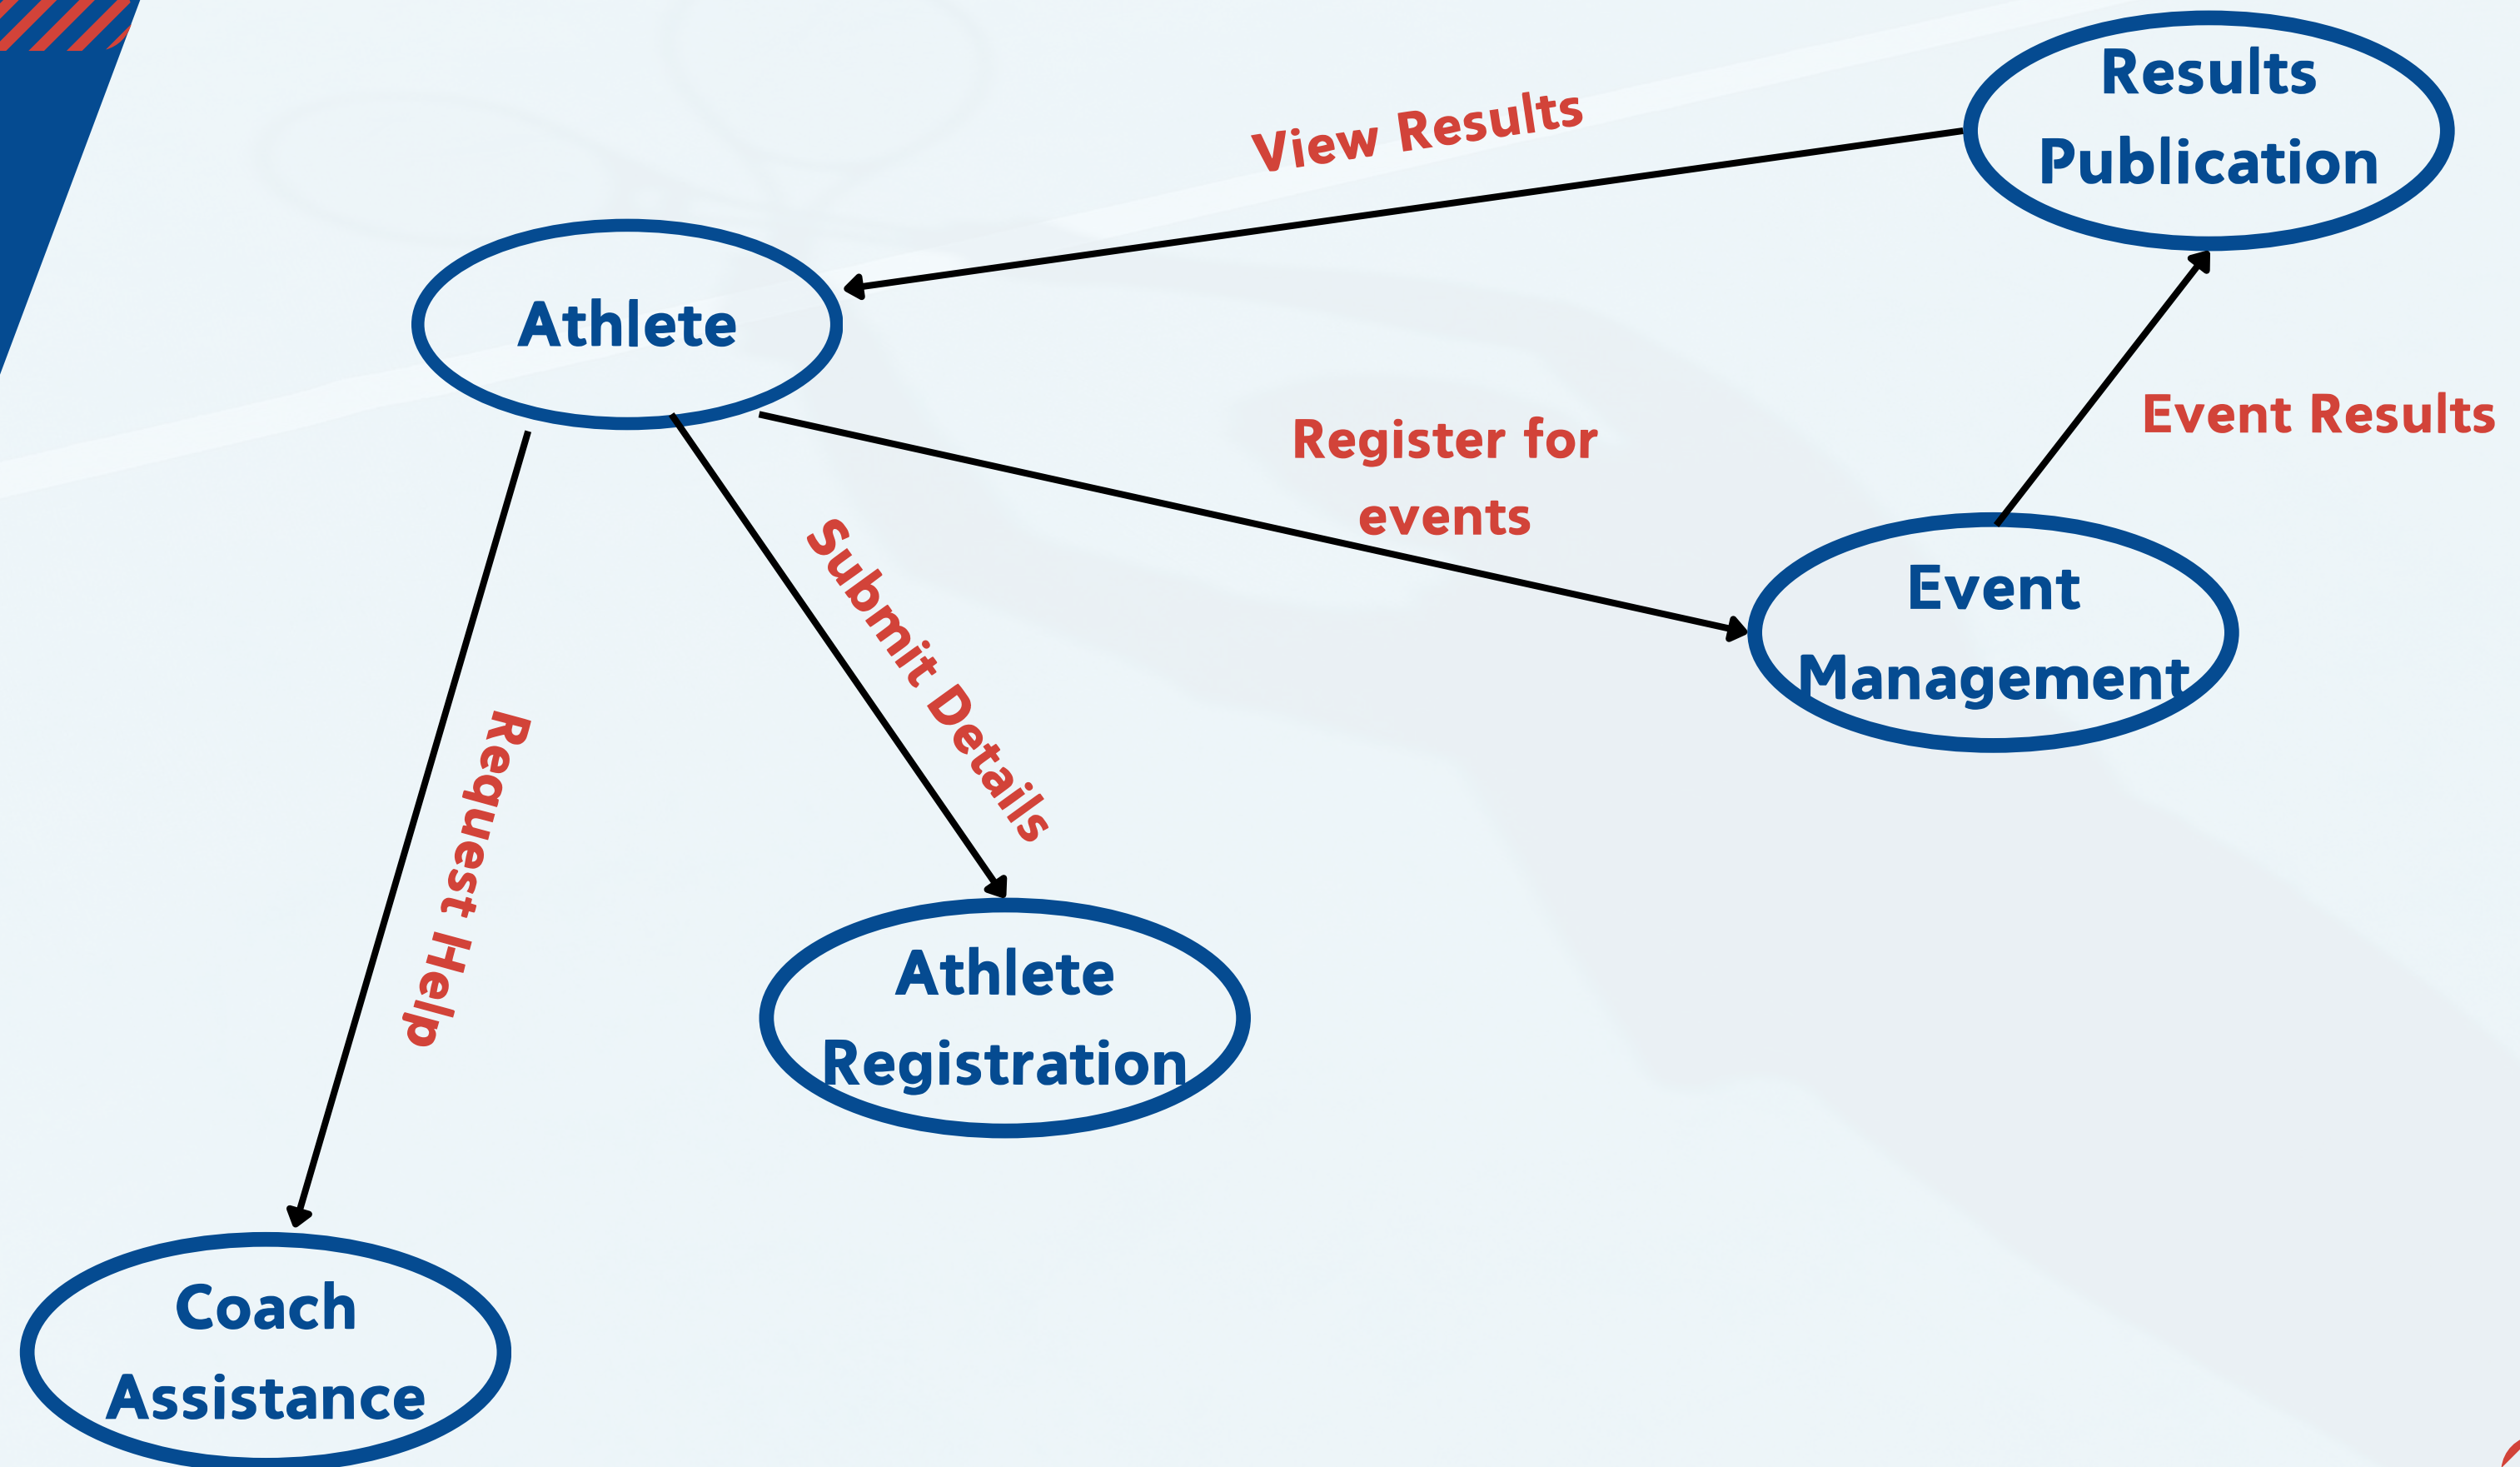 Results
Publication
View Results
Athlete
Event Results
Register for
events
Submit Details
Event
Management
Request Help
Athlete
Registration
Coach
Assistance